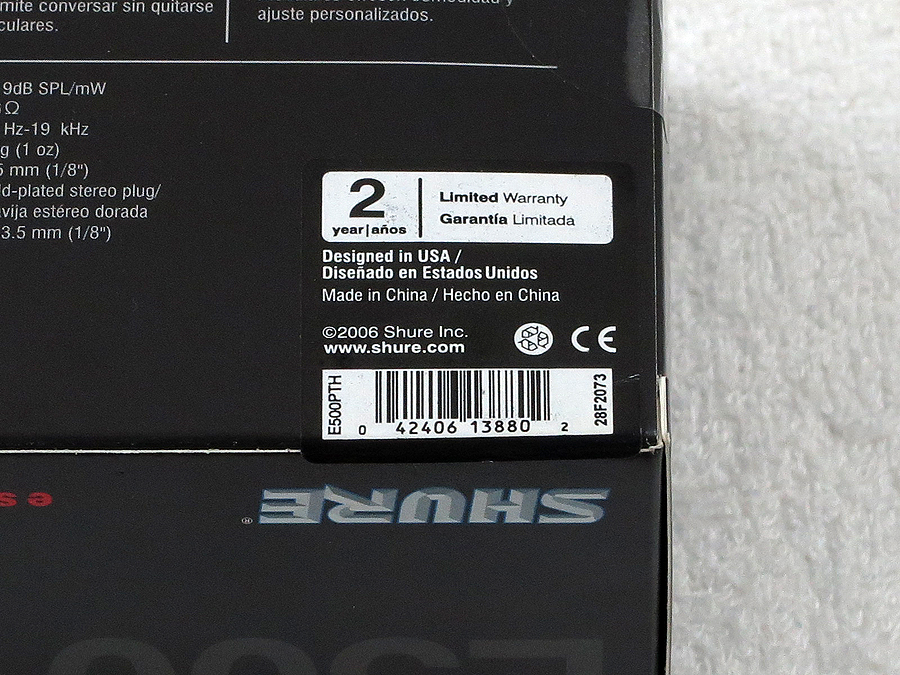 mite conversar sin quitarse
culares.
ajuste personalizados.
9dB SPL/mW
Ω
Hz-19 kHz
g (1 oz)
5 mm (1/8")
ld-plated stereo plug/
avija estéreo dorada
3.5 mm (1/8")
2
year|años
Limited Warranty
Garantía Limitada
Designed in USA /
Diseñado en Estados Unidos
Made in China / Hecho en China
©2006 Shure Inc.
www.shure.com
CE
E500PTH
0 42406 13880 2
28F2073
SHURE®
e s
E500